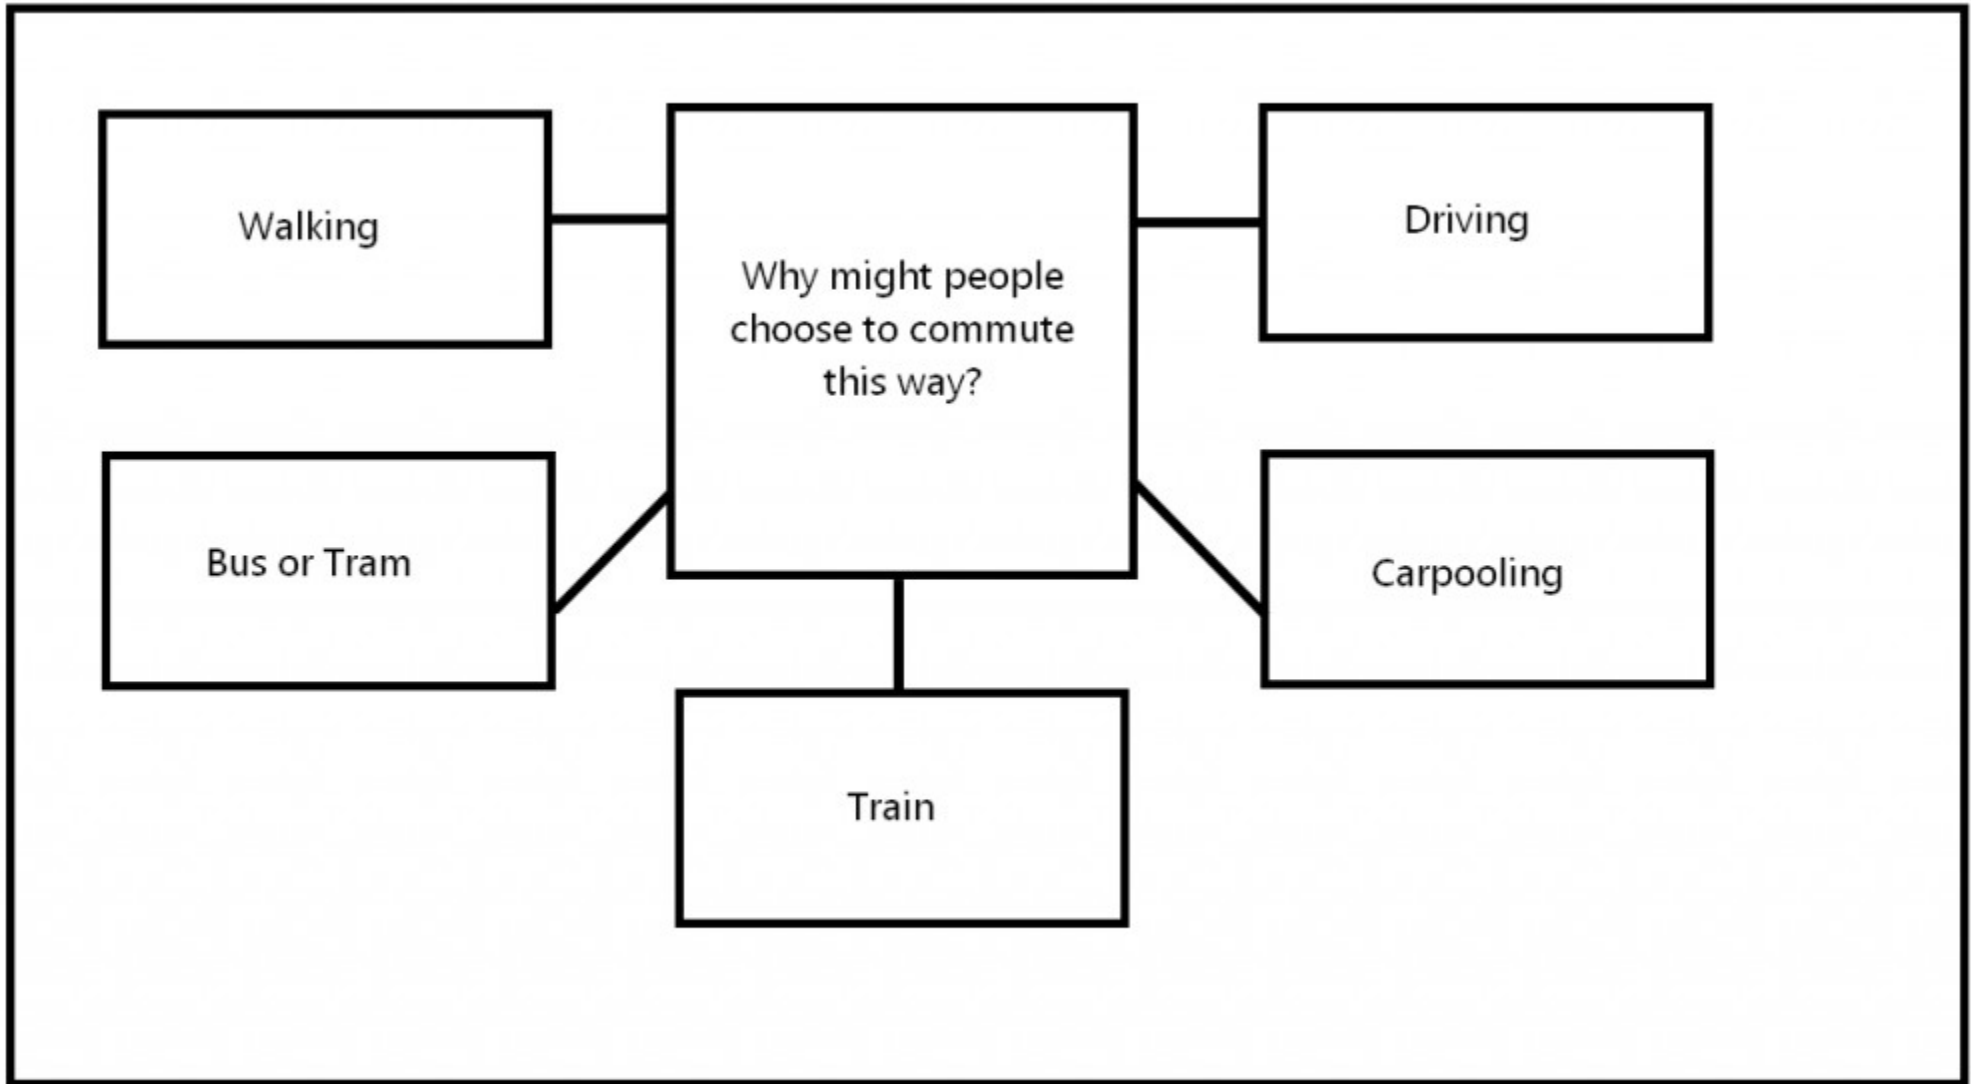 Walking
Why might people
choose to commute
this way?
Driving
Bus or Tram
Carpooling
Train